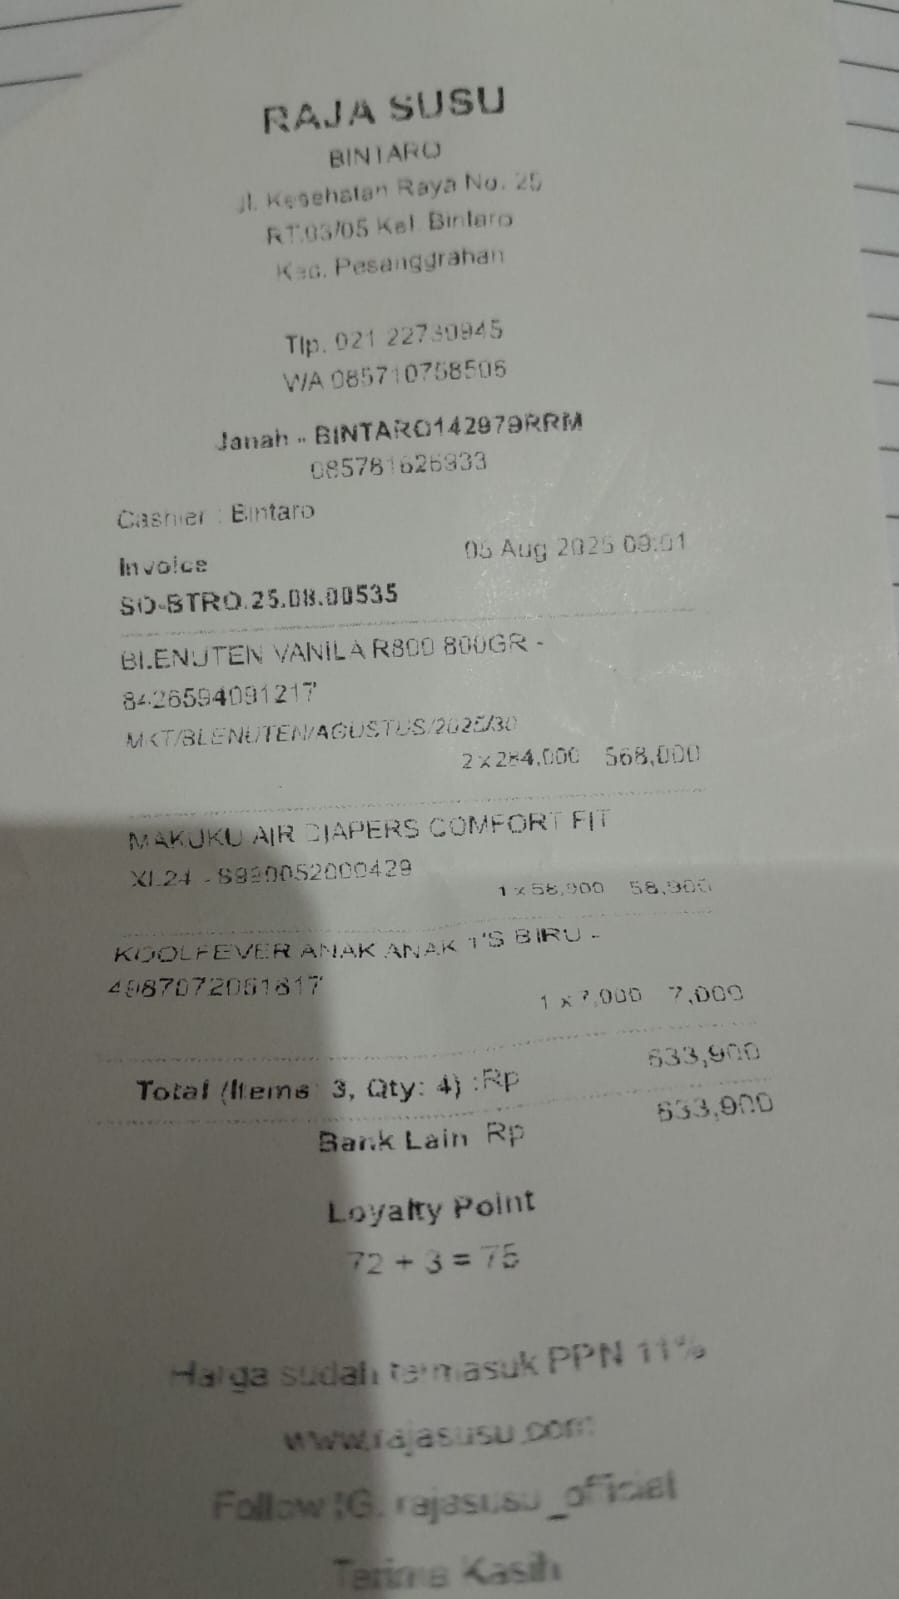 RAJA SUSU
BINTARO
Jl. Kesehatan Raya No. 25
RT.03/05 Kel. Bintaro
Kec. Pesanggrahan
Tlp. 021 22730945
WA 085710758506
Janah - BINTARO142979RRM
085781626933
Cashier : Bintaro
Invoice 05 Aug 2025 09:01
SO-BTRO.25.08.00535
BLENUTEN VANILA R800 800GR -
8426594091217
MKT/BLENUTEN/AGUSTUS/2025/30
2 x 284,000 568,000
MAKUKU AIR DIAPERS COMFORT FIT
XL24 - 8990052000429
1 x 58,900 58,900
KOOLFEVER ANAK ANAK 1'S BIRU -
4987072051817
1 x 7,000 7,000
Total (Items: 3, Qty: 4) :Rp 633,900
Bank Lain Rp 633,900
Loyalty Point
72 + 3 = 75
Harga sudah termasuk PPN 11%
www.rajasusu.com
Follow IG. rajasusu_official
Terima Kasih